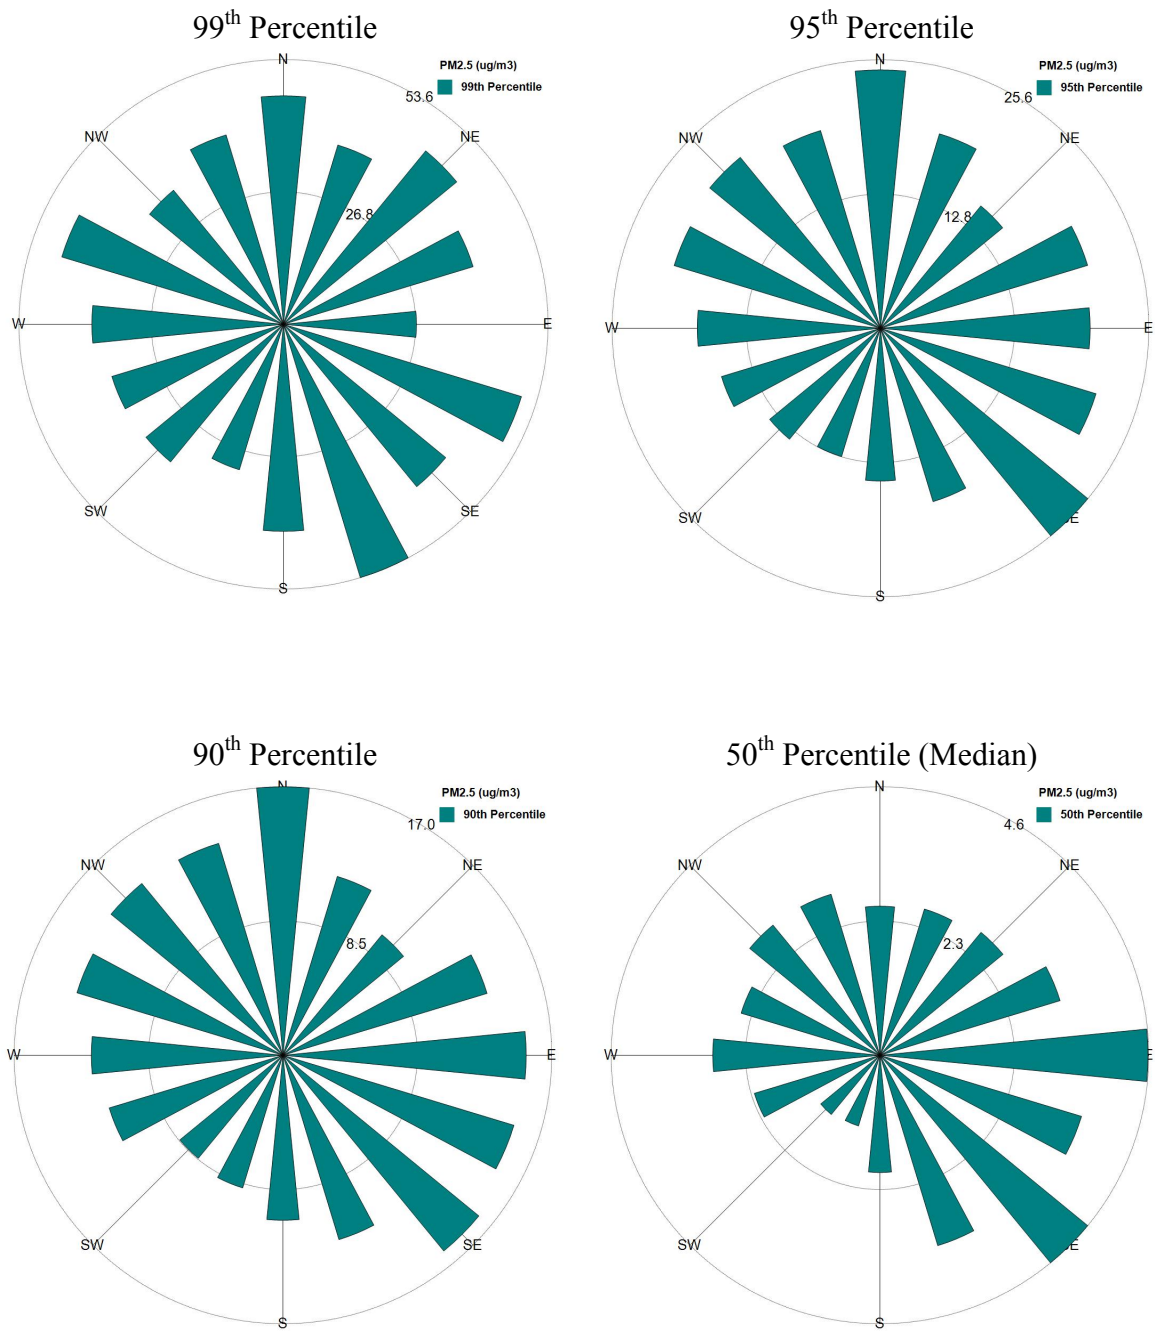 99th Percentile
N
PM2.5 (ug/m3)
99th Percentile
53.6
NW
NE
26.8
W
E
SW
SE
S
95th Percentile
N
PM2.5 (ug/m3)
95th Percentile
25.6
NW
NE
12.8
W
E
SW
E
S
90th Percentile
N
PM2.5 (ug/m3)
90th Percentile
17.0
NW
NE
8.5
W
E
SW
SE
S
50th Percentile (Median)
N
PM2.5 (ug/m3)
50th Percentile
4.6
NW
NE
2.3
W
E
SW
E
S